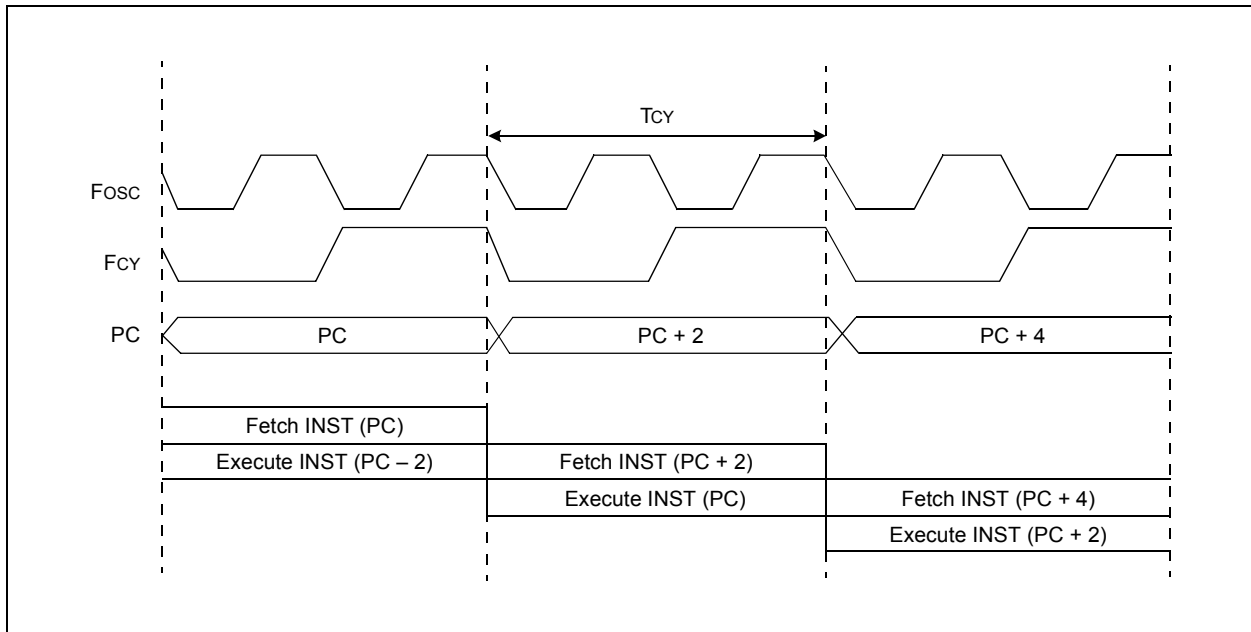 TCY
FOSC
FCY
PC
PC
PC + 2
PC + 4
Fetch INST (PC)
Execute INST (PC – 2)
Fetch INST (PC + 2)
Execute INST (PC)
Fetch INST (PC + 4)
Execute INST (PC + 2)